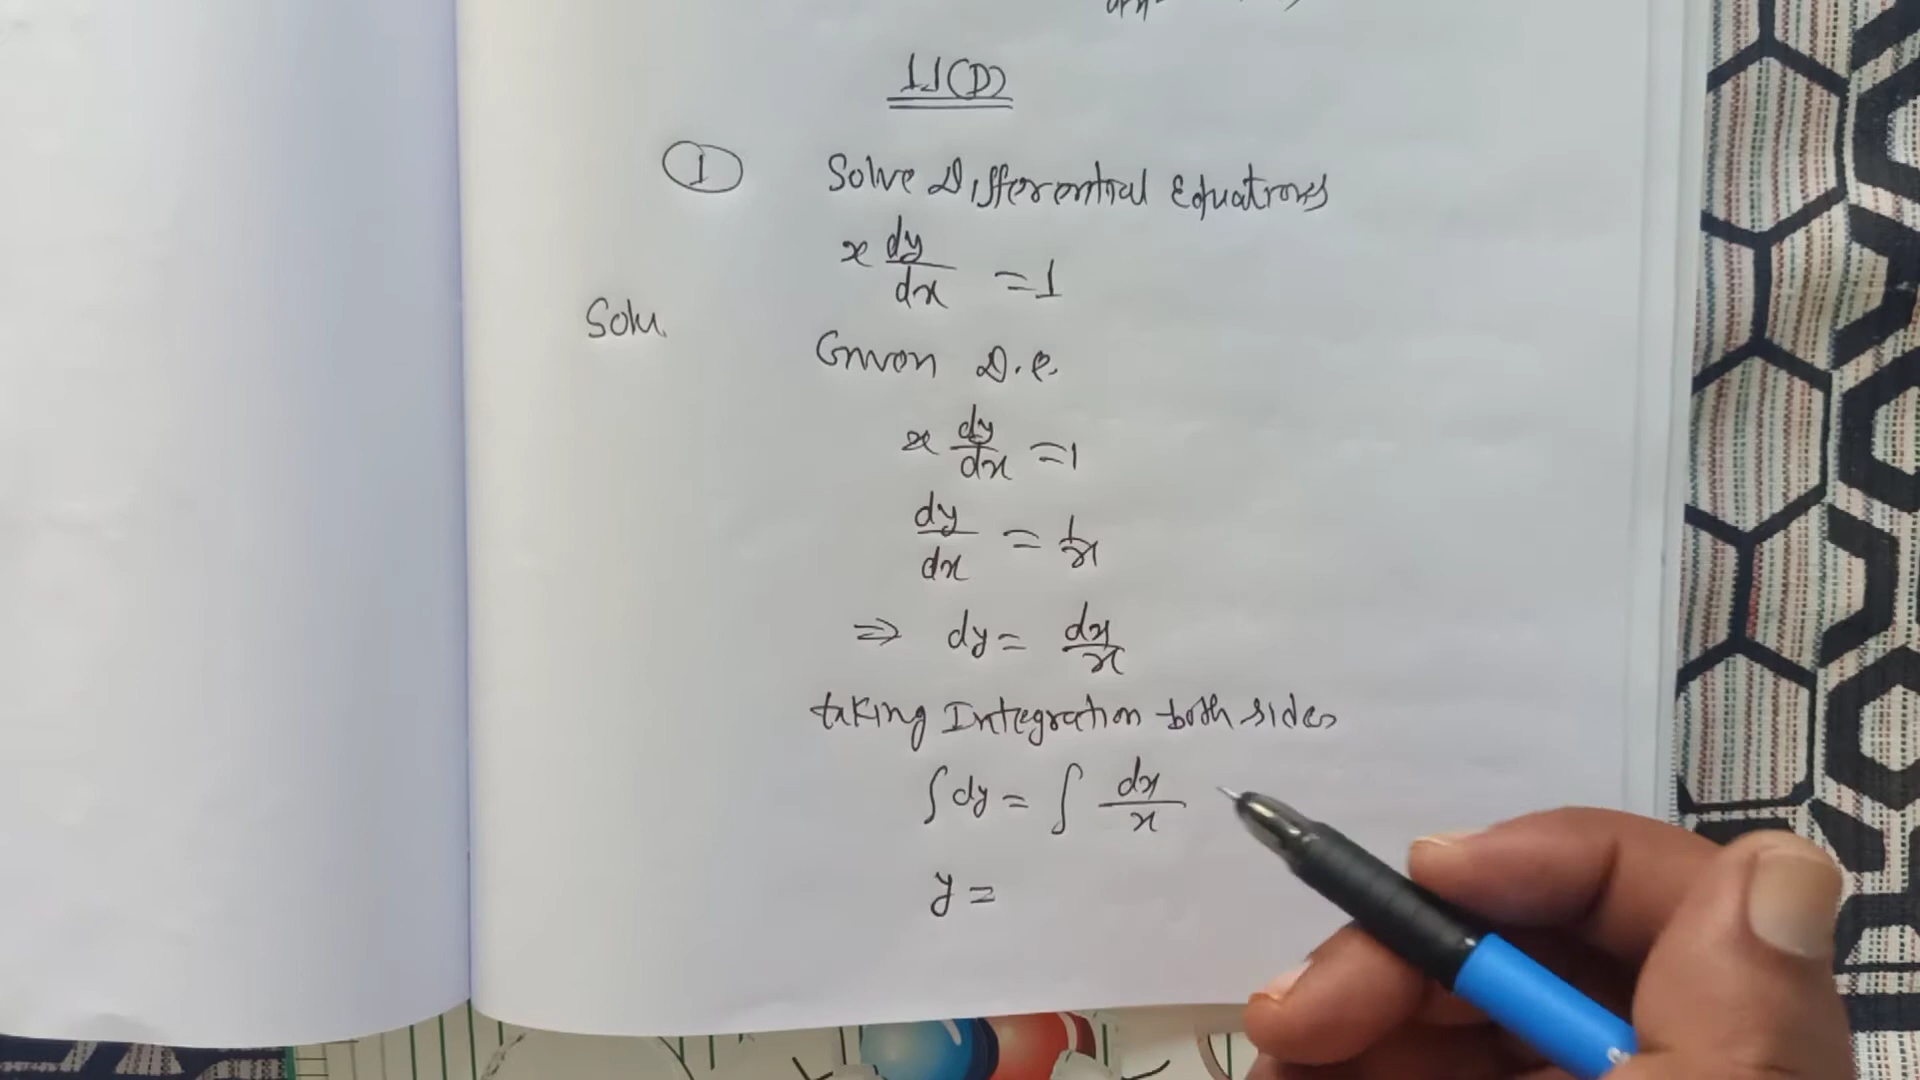 11(D)
① Solve Differential Equations
x dy/dx = 1
Solu.
Given D.e.
x dy/dx = 1
dy/dx = 1/x
⇒ dy = dx/x
taking Integration both sides
∫ dy = ∫ dx/x
y =